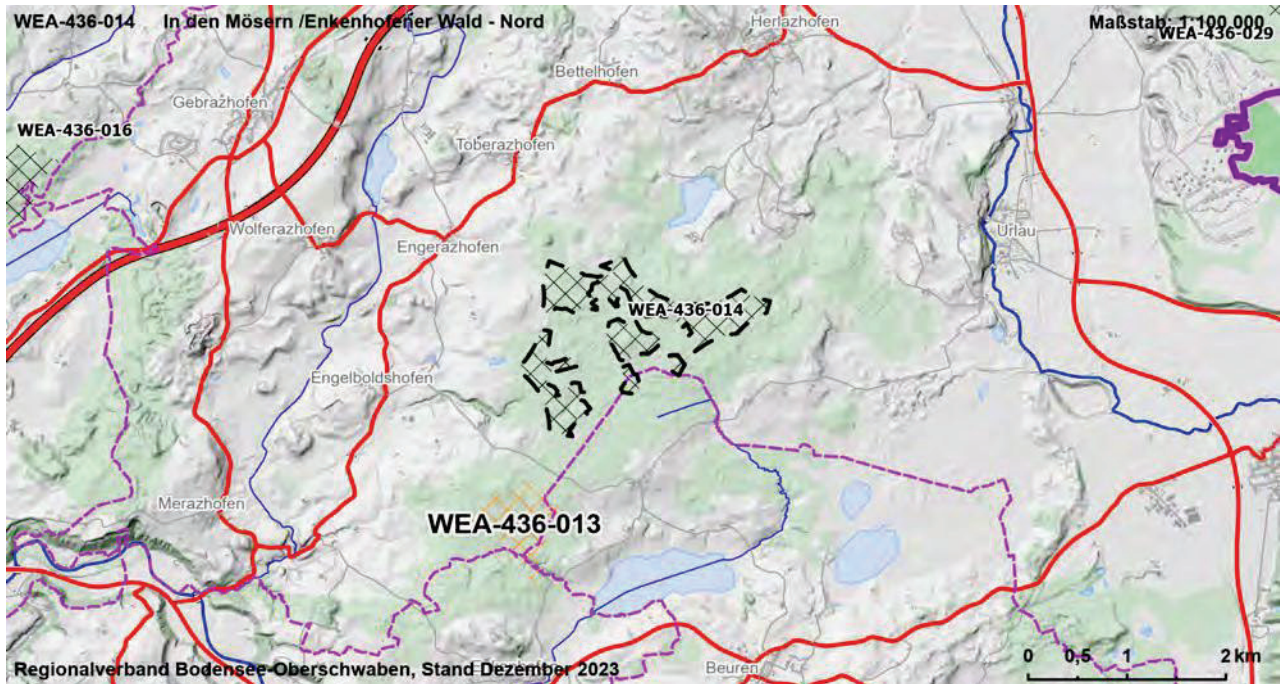 WEA-436-014 In den Mösern /Enkenhofener Wald - Nord
Herlazhofen
Maßstab: 1:100 000
WEA-436-029
Bettelhofen
Gebrazhofen
WEA-436-016
Toberazhofen
Wolferazhofen
Engerazhofen
Urlau
WEA-436-014
Engelboldshofen
Merazhofen
WEA-436-013
Beuren
0 0,5 1 2 km
Regionalverband Bodensee-Oberschwaben, Stand Dezember 2023